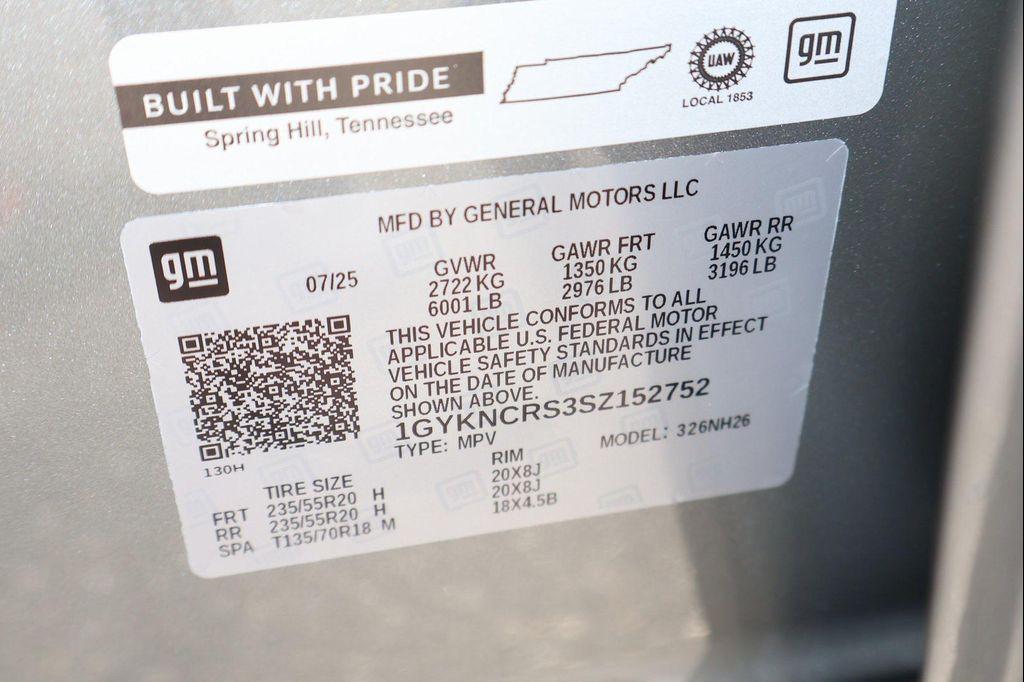 BUILT WITH PRIDE
Spring Hill, Tennessee
UAW
LOCAL 1853
gm
MFD BY GENERAL MOTORS LLC
gm
07/25
GVWR
2722 KG
6001 LB
GAWR FRT
1350 KG
2976 LB
GAWR RR
1450 KG
3196 LB
THIS VEHICLE CONFORMS TO ALL
APPLICABLE U.S. FEDERAL MOTOR
VEHICLE SAFETY STANDARDS IN EFFECT
ON THE DATE OF MANUFACTURE
SHOWN ABOVE.
1GYKNCRS3SZ152752
TYPE: MPV MODEL: 326NH26
130H
TIRE SIZE RIM
FRT 235/55R20 H 20X8J
RR 235/55R20 H 20X8J
SPA T135/70R18 M 18X4.5B